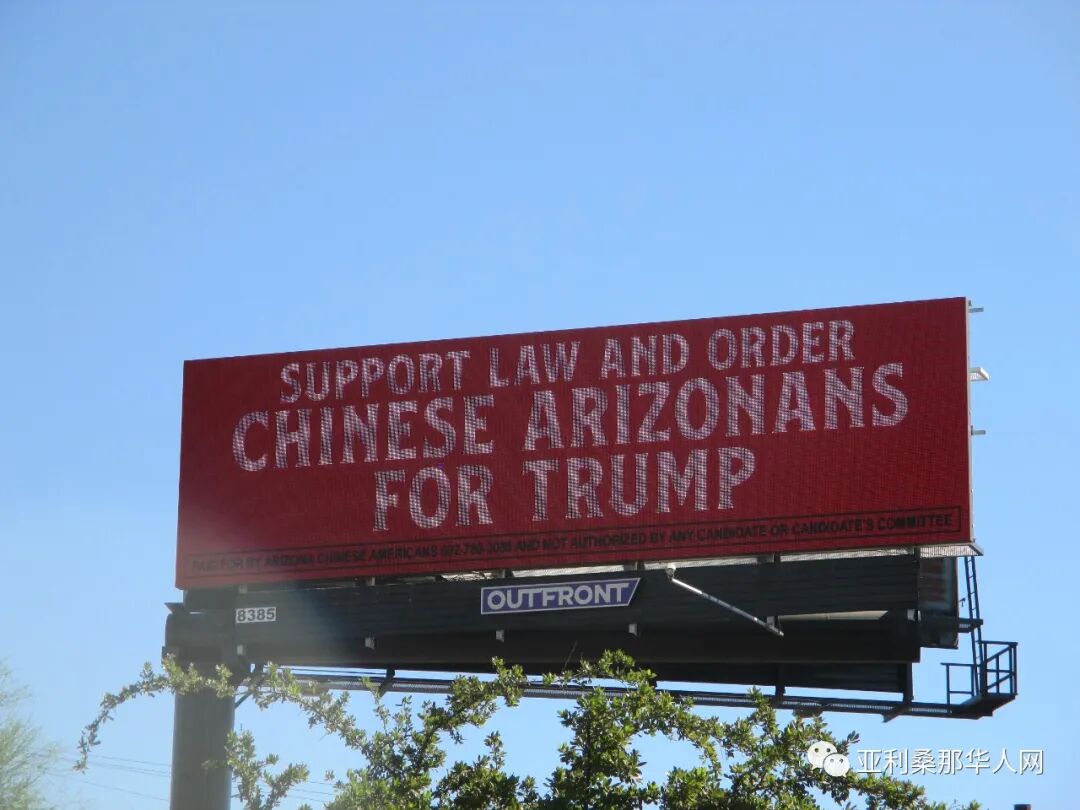 SUPPORT LAW AND ORDER
CHINESE ARIZONANS
FOR TRUMP
PAID FOR BY ARIZONA CHINESE AMERICANS AND NOT AUTHORIZED BY ANY CANDIDATE OR CANDIDATE'S COMMITTEE
OUTFRONT
8385
亚利桑那华人网